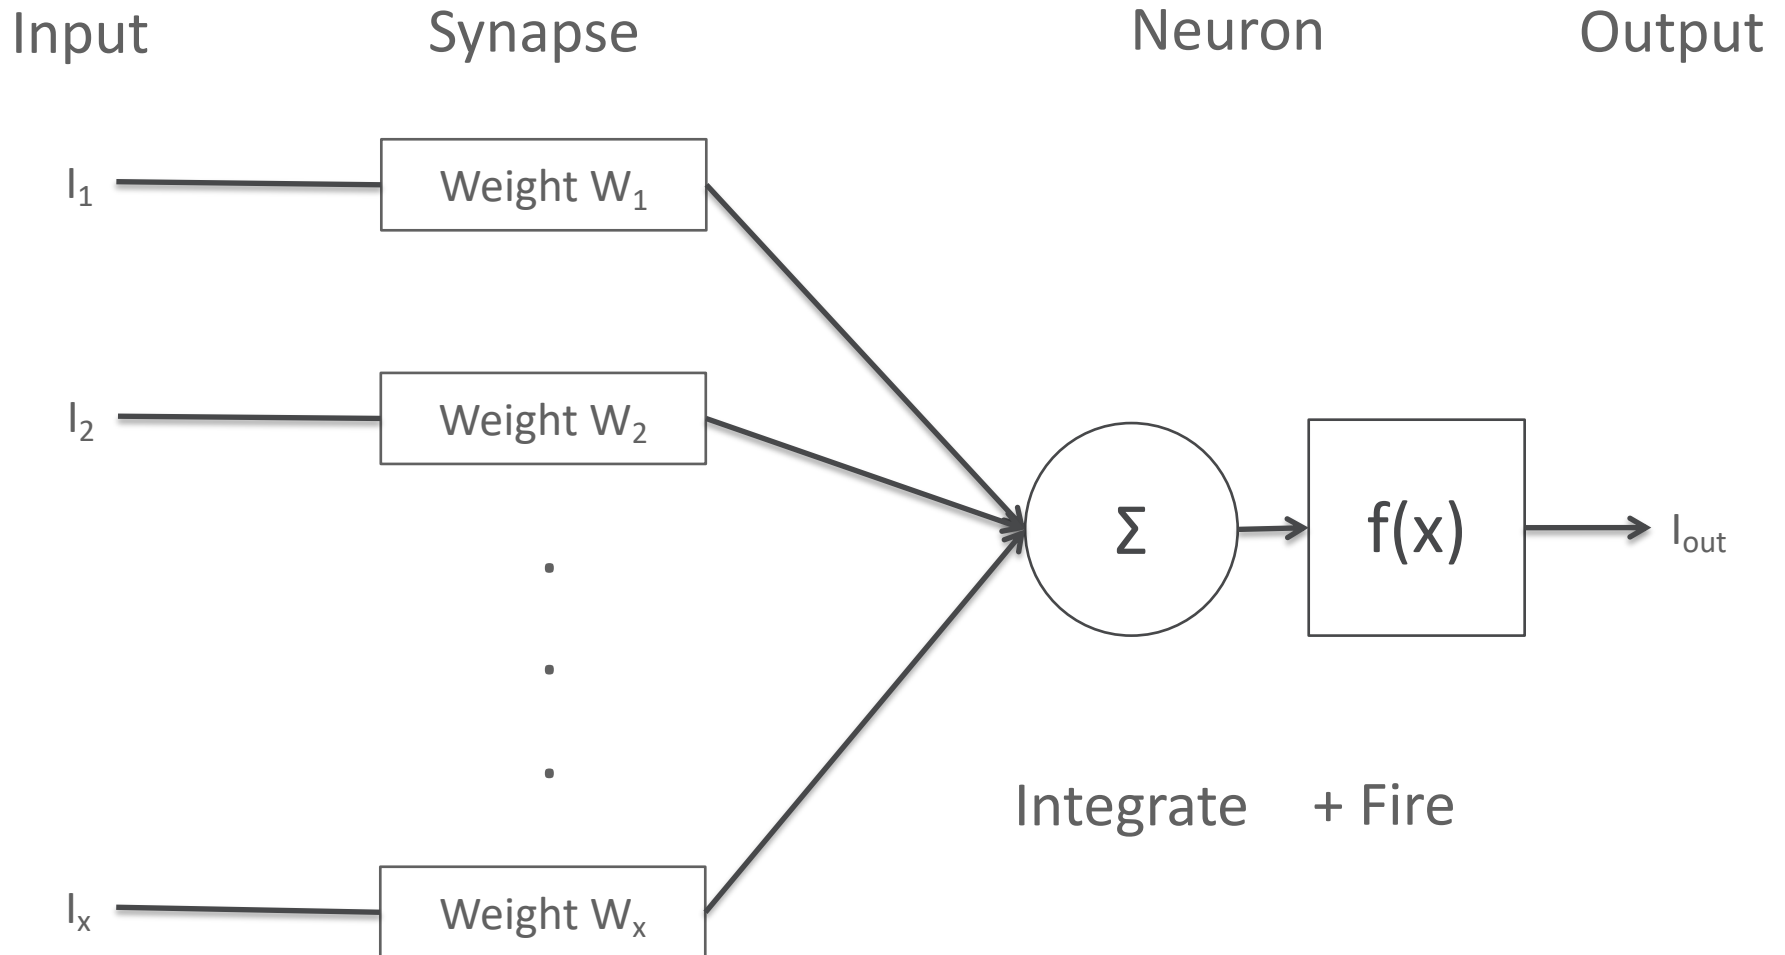 Input Synapse Neuron Output
I₁ Weight W₁
I₂ Weight W₂
Σ f(x) Iₒᵤₜ
.
.
.
Integrate + Fire
Iₓ Weight Wₓ